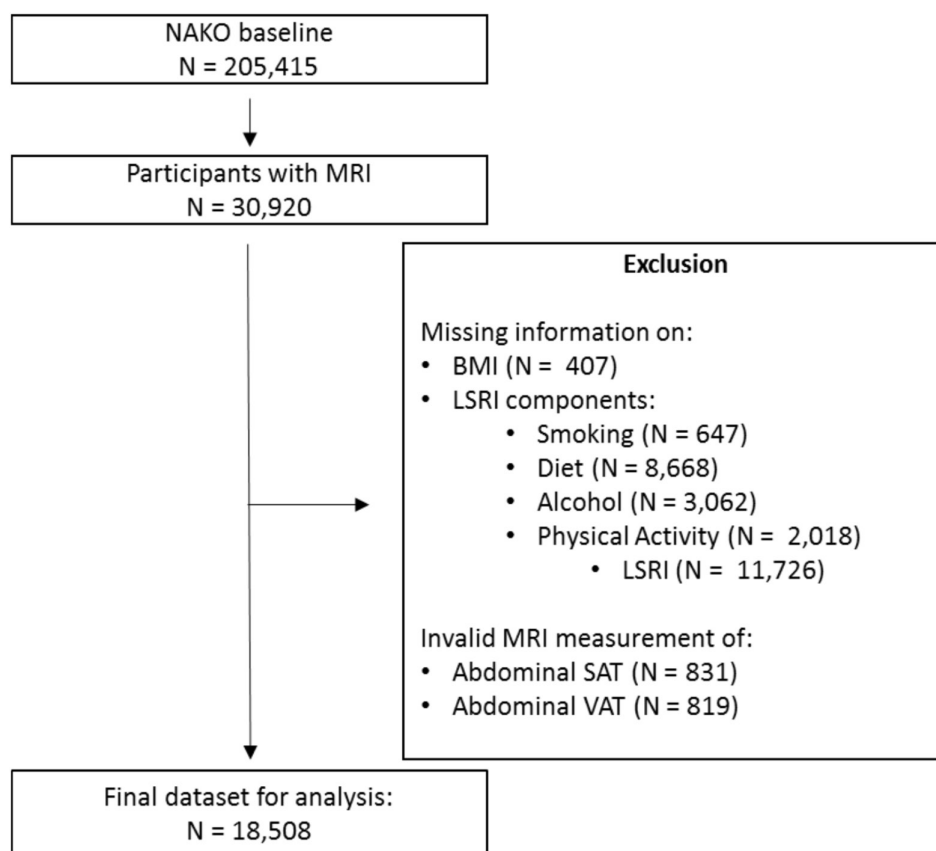 NAKO baseline
N = 205,415
Participants with MRI
N = 30,920
Exclusion
Missing information on:
• BMI (N =  407)
• LSRI components:
• Smoking (N = 647)
• Diet (N = 8,668)
• Alcohol (N = 3,062)
• Physical Activity (N =  2,018)
• LSRI (N =  11,726)
Invalid MRI measurement of:
• Abdominal SAT (N = 831)
• Abdominal VAT (N = 819)
Final dataset for analysis:
N = 18,508